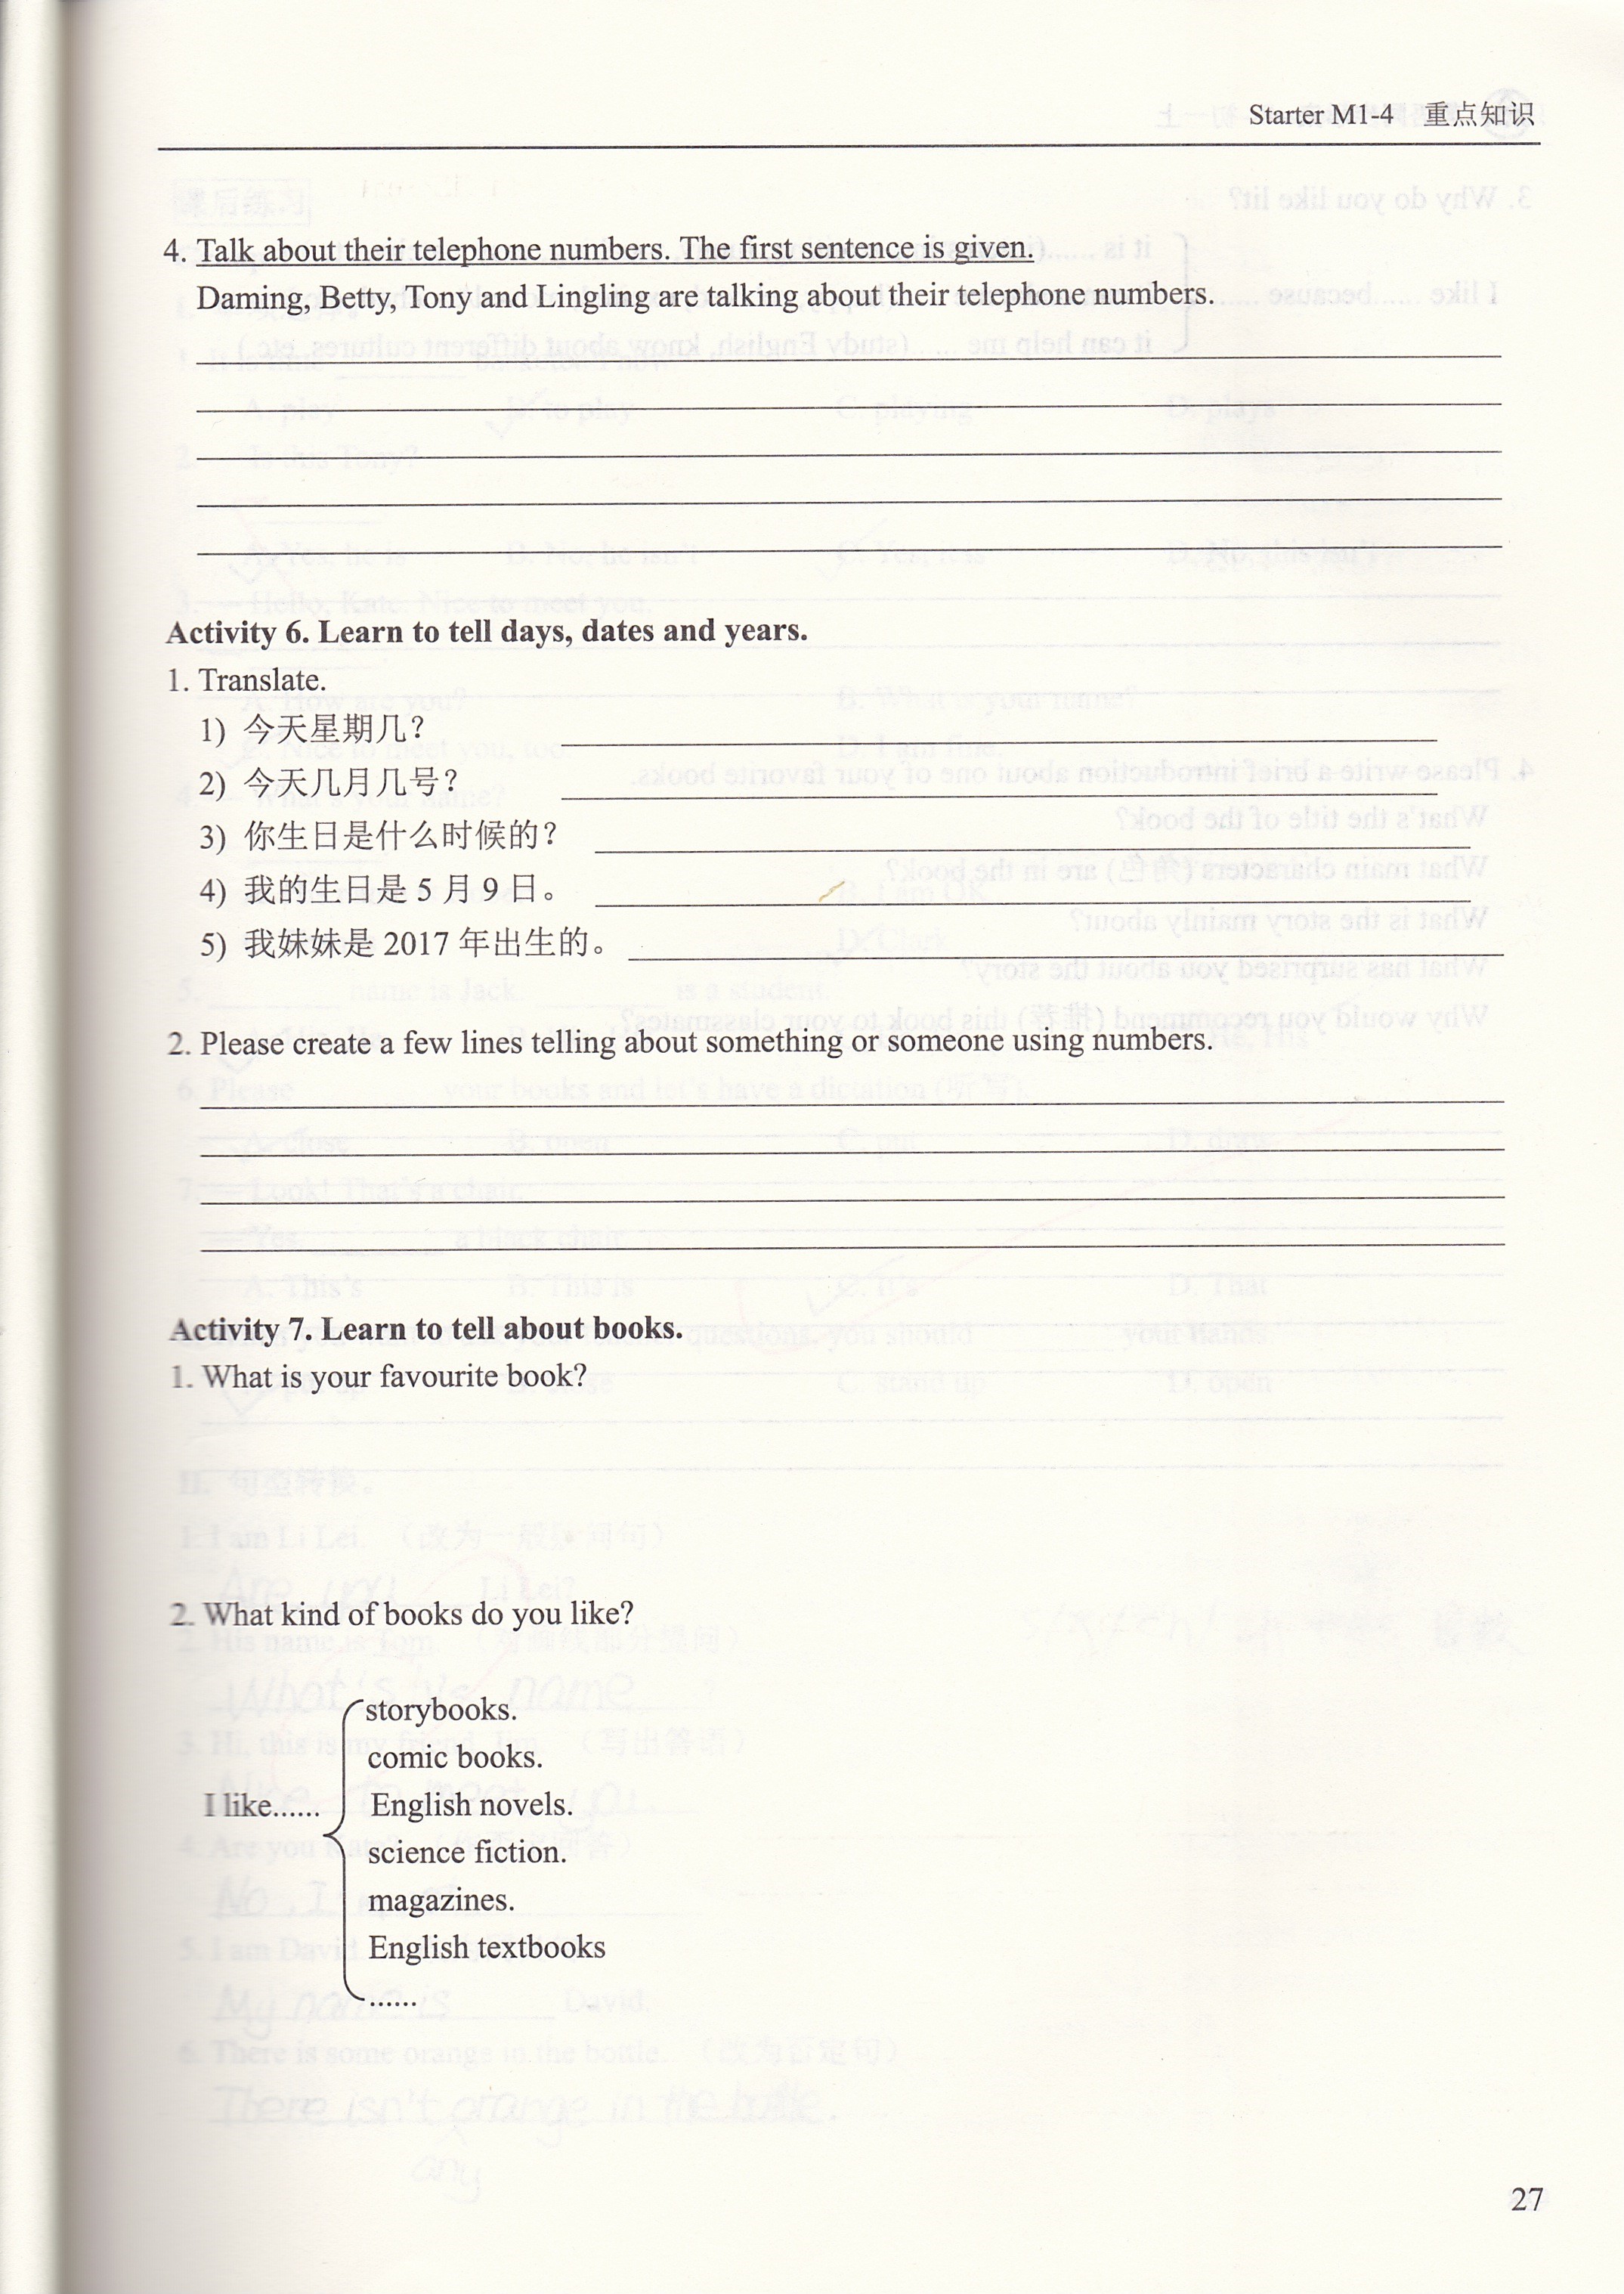 Starter M1-4 重点知识
4. Talk about their telephone numbers. The first sentence is given.
Daming, Betty, Tony and Lingling are talking about their telephone numbers.
Activity 6. Learn to tell days, dates and years.
1. Translate.
1) 今天星期几?
2) 今天几月几号?
3) 你生日是什么时候的?
4) 我的生日是 5 月 9 日。
5) 我妹妹是 2017 年出生的。
2. Please create a few lines telling about something or someone using numbers.
Activity 7. Learn to tell about books.
1. What is your favourite book?
2. What kind of books do you like?
storybooks.
comic books.
I like...... English novels.
science fiction.
magazines.
English textbooks
......
27